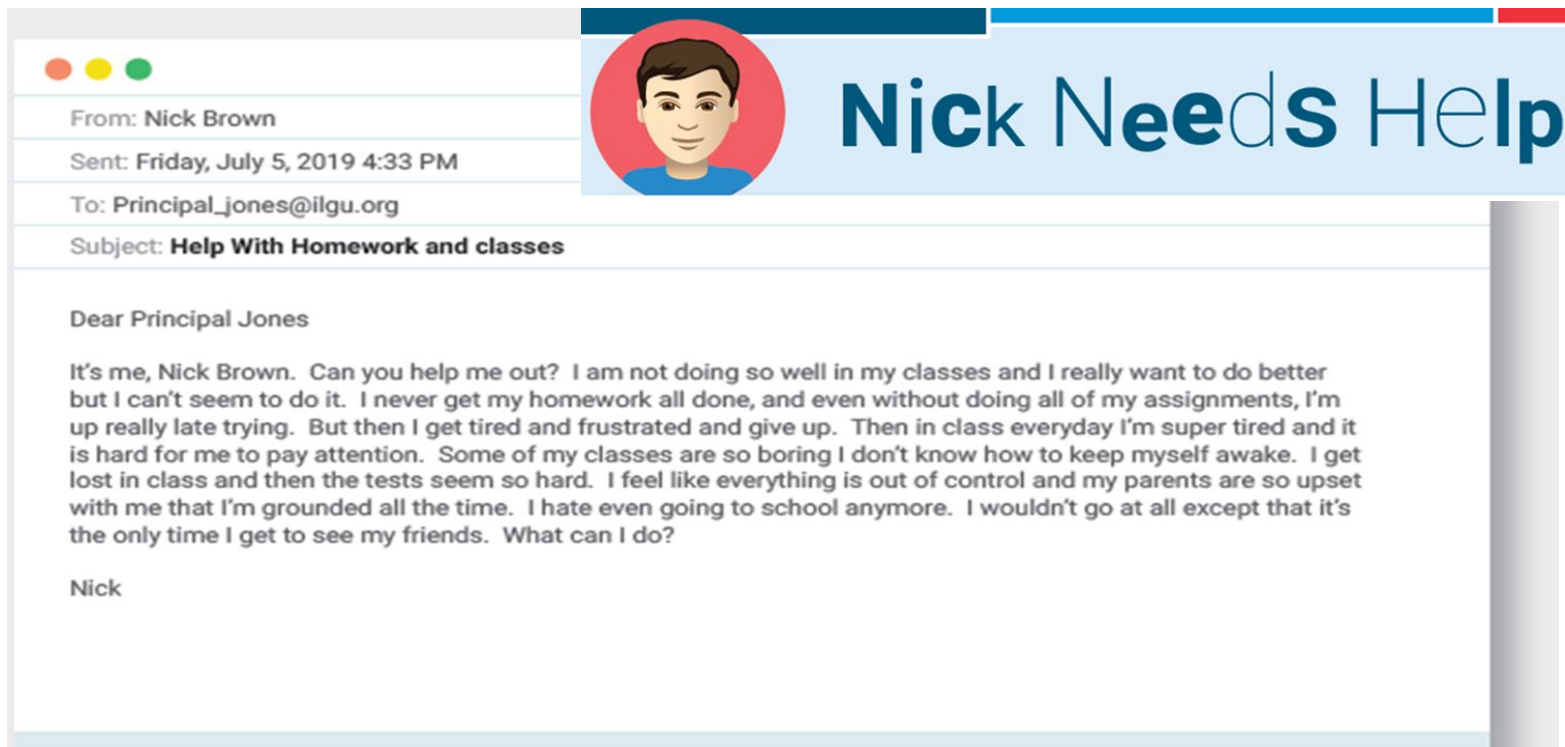 Nick Needs Help
From: Nick Brown
Sent: Friday, July 5, 2019 4:33 PM
To: Principal_jones@ilgu.org
Subject: Help With Homework and classes
Dear Principal Jones
It's me, Nick Brown.  Can you help me out?  I am not doing so well in my classes and I really want to do better
but I can't seem to do it.  I never get my homework all done, and even without doing all of my assignments, I'm
up really late trying.  But then I get tired and frustrated and give up.  Then in class everyday I'm super tired and it
is hard for me to pay attention.  Some of my classes are so boring I don't know how to keep myself awake.  I get
lost in class and then the tests seem so hard.  I feel like everything is out of control and my parents are so upset
with me that I'm grounded all the time.  I hate even going to school anymore.  I wouldn't go at all except that it's
the only time I get to see my friends.  What can I do?
Nick